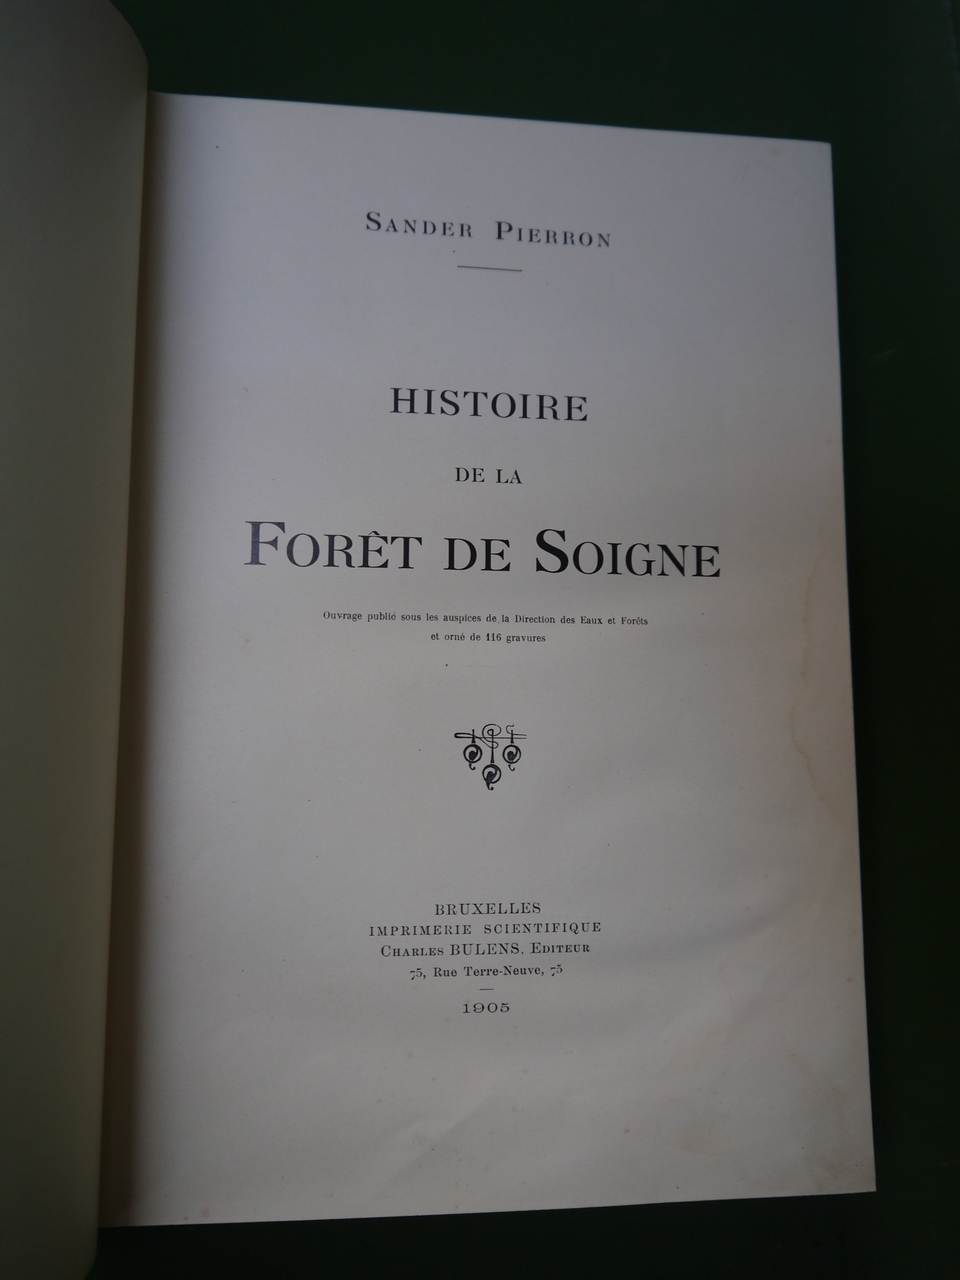 SANDER PIERRON
HISTOIRE
DE LA
FORÊT DE SOIGNE
Ouvrage publié sous les auspices de la Direction des Eaux et Forêts
et orné de 116 gravures
BRUXELLES
IMPRIMERIE SCIENTIFIQUE
CHARLES BULENS, EDITEUR
75, Rue Terre-Neuve, 75
1905